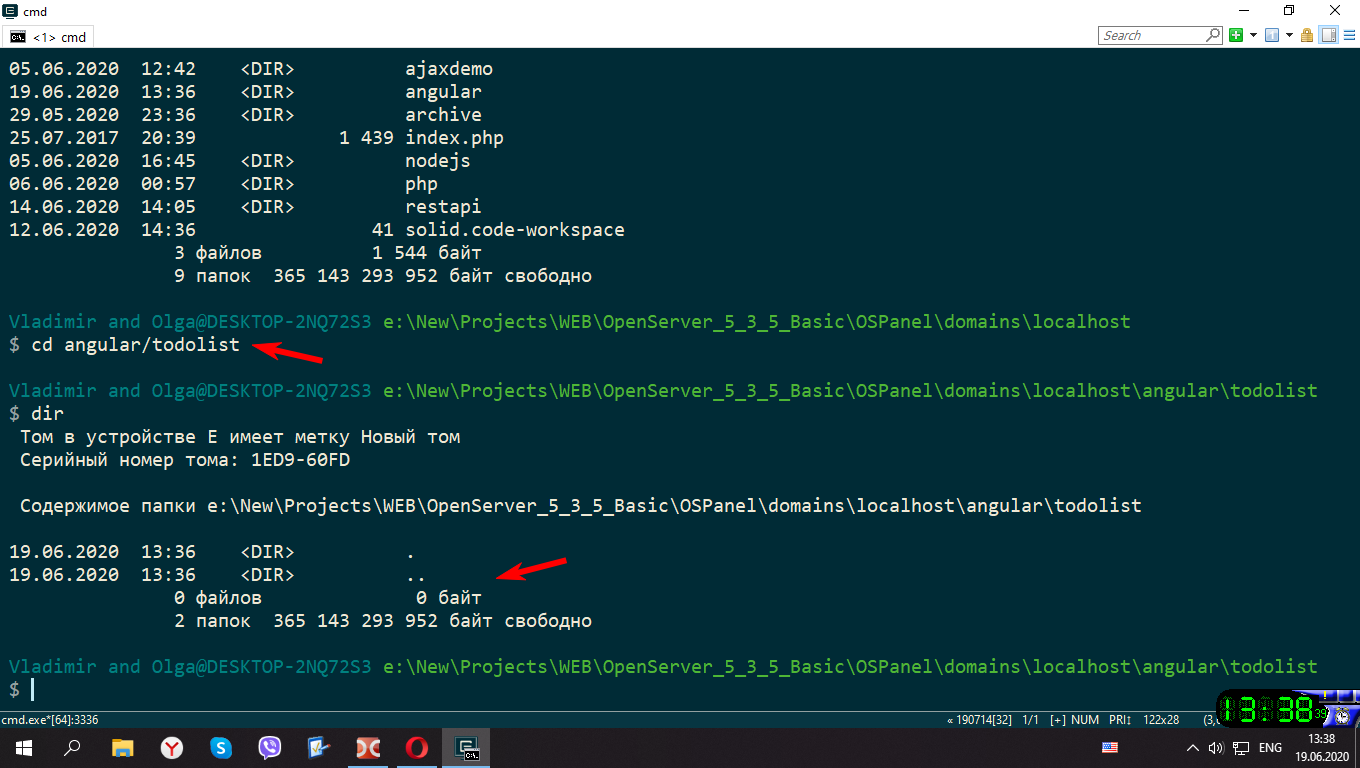 cmd
<1> cmd
Search
05.06.2020  12:42    <DIR>          ajaxdemo
19.06.2020  13:36    <DIR>          angular
29.05.2020  23:36    <DIR>          archive
25.07.2017  20:39             1 439 index.php
05.06.2020  16:45    <DIR>          nodejs
06.06.2020  00:57    <DIR>          php
14.06.2020  14:05    <DIR>          restapi
12.06.2020  14:36                41 solid.code-workspace
3 файлов          1 544 байт
9 папок  365 143 293 952 байт свободно
Vladimir and Olga@DESKTOP-2NQ72S3 e:\New\Projects\WEB\OpenServer_5_3_5_Basic\OSPanel\domains\localhost
$ cd angular/todolist
Vladimir and Olga@DESKTOP-2NQ72S3 e:\New\Projects\WEB\OpenServer_5_3_5_Basic\OSPanel\domains\localhost\angular\todolist
$ dir
Том в устройстве E имеет метку Новый том
Серийный номер тома: 1ED9-60FD
Содержимое папки e:\New\Projects\WEB\OpenServer_5_3_5_Basic\OSPanel\domains\localhost\angular\todolist
19.06.2020  13:36    <DIR>          .
19.06.2020  13:36    <DIR>          ..
0 файлов              0 байт
2 папок  365 143 293 952 байт свободно
Vladimir and Olga@DESKTOP-2NQ72S3 e:\New\Projects\WEB\OpenServer_5_3_5_Basic\OSPanel\domains\localhost\angular\todolist
$
cmd.exe*[64]:3336
« 190714[32] 1/1 [+] NUM PRI↕ 122x28
13:38
39
ENG
13:38
19.06.2020